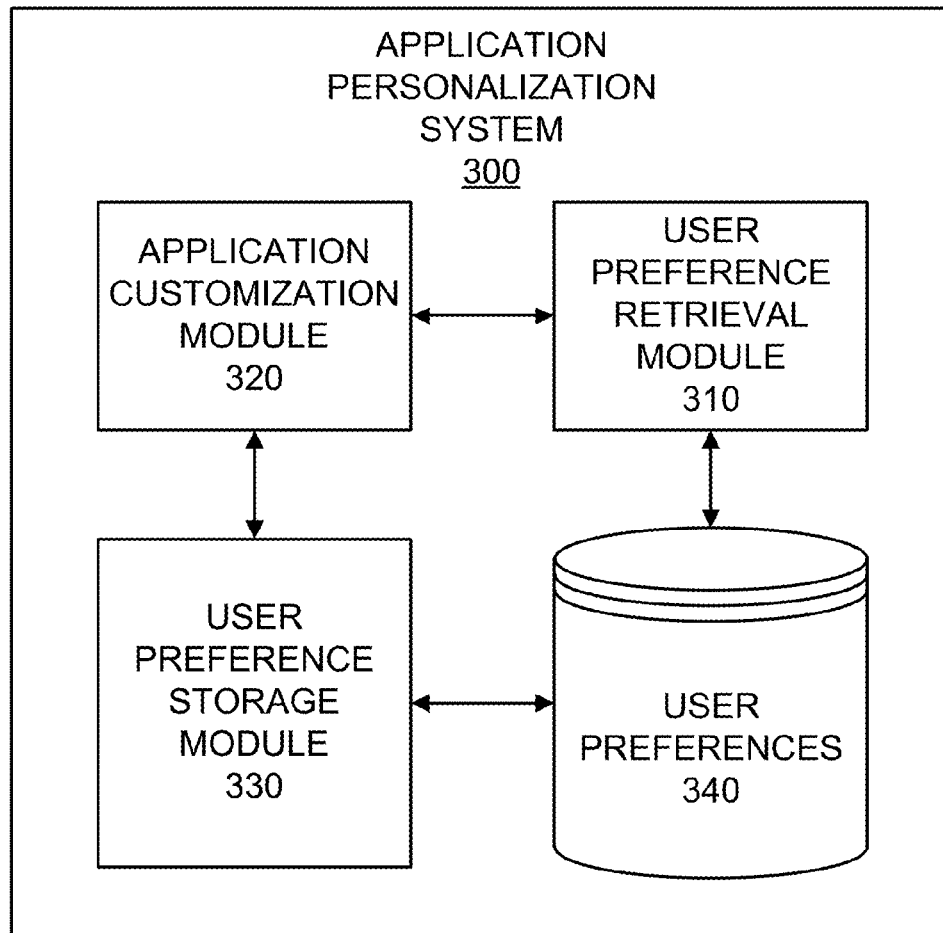 APPLICATION
PERSONALIZATION
SYSTEM
300
APPLICATION
CUSTOMIZATION
MODULE
320
USER
PREFERENCE
RETRIEVAL
MODULE
310
USER
PREFERENCE
STORAGE
MODULE
330
USER
PREFERENCES
340